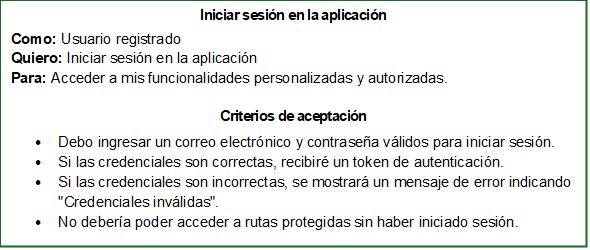 Iniciar sesión en la aplicación
Como: Usuario registrado
Quiero: Iniciar sesión en la aplicación
Para: Acceder a mis funcionalidades personalizadas y autorizadas.
Criterios de aceptación
• Debo ingresar un correo electrónico y contraseña válidos para iniciar sesión.
• Si las credenciales son correctas, recibiré un token de autenticación.
• Si las credenciales son incorrectas, se mostrará un mensaje de error indicando
"Credenciales inválidas".
• No debería poder acceder a rutas protegidas sin haber iniciado sesión.